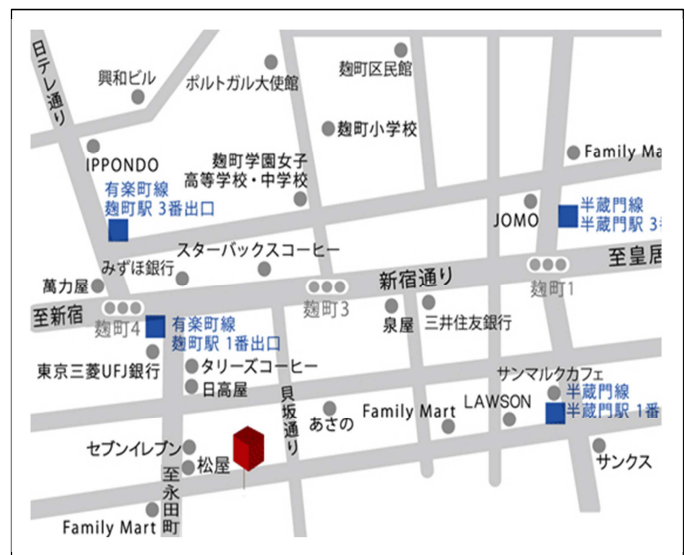 日テレ通り
興和ビル
ポルトガル大使館
麹町区民館
麹町小学校
IPPONDO
麹町学園女子
高等学校・中学校
Family Ma
有楽町線
麹町駅 3番出口
JOMO
半蔵門線
半蔵門駅 3番
みずほ銀行
スターバックスコーヒー
新宿通り
至皇居
萬力屋
至新宿
麹町4
麹町3
麹町1
有楽町線
麹町駅 1番出口
泉屋
三井住友銀行
東京三菱UFJ銀行
タリーズコーヒー
日高屋
貝坂通り
あさの
Family Mart
LAWSON
サンマルクカフェ
半蔵門線
半蔵門駅 1番
セブンイレブン
松屋
至永田町
サンクス
Family Mart